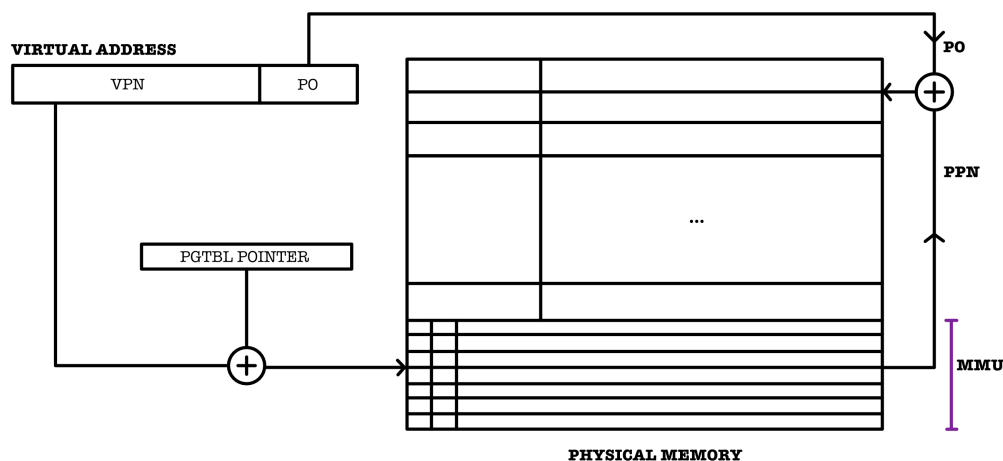 VIRTUAL ADDRESS
VPN
PO
PO
PPN
...
PGTBL POINTER
MMU
PHYSICAL MEMORY